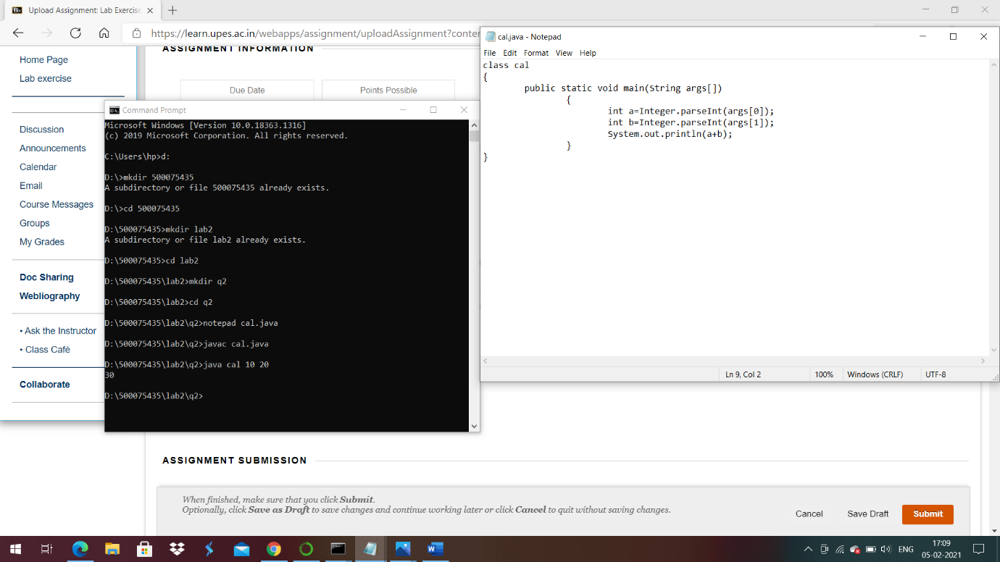 Upload Assignment: Lab Exercise
https://learn.upes.ac.in/webapps/assignment/uploadAssignment?conte
Home Page
Lab exercise
Discussion
Announcements
Calendar
Email
Course Messages
Groups
My Grades
Doc Sharing
Webliography
• Ask the Instructor
• Class Café
Collaborate
ASSIGNMENT INFORMATION
Due Date
Points Possible
Command Prompt
Microsoft Windows [Version 10.0.18363.1316]
(c) 2019 Microsoft Corporation. All rights reserved.
C:\Users\hp>d:
D:\>mkdir 500075435
A subdirectory or file 500075435 already exists.
D:\>cd 500075435
D:\500075435>mkdir lab2
A subdirectory or file lab2 already exists.
D:\500075435>cd lab2
D:\500075435\lab2>mkdir q2
D:\500075435\lab2>cd q2
D:\500075435\lab2\q2>notepad cal.java
D:\500075435\lab2\q2>javac cal.java
D:\500075435\lab2\q2>java cal 10 20
30
D:\500075435\lab2\q2>
cal.java - Notepad
File Edit Format View Help
class cal
{
public static void main(String args[])
{
int a=Integer.parseInt(args[0]);
int b=Integer.parseInt(args[1]);
System.out.println(a+b);
}
}
Ln 9, Col 2 100% Windows (CRLF) UTF-8
ASSIGNMENT SUBMISSION
When finished, make sure that you click Submit.
Optionally, click Save as Draft to save changes and continue working later or click Cancel to quit without saving changes.
Cancel Save Draft Submit
ENG
17:09
05-02-2021